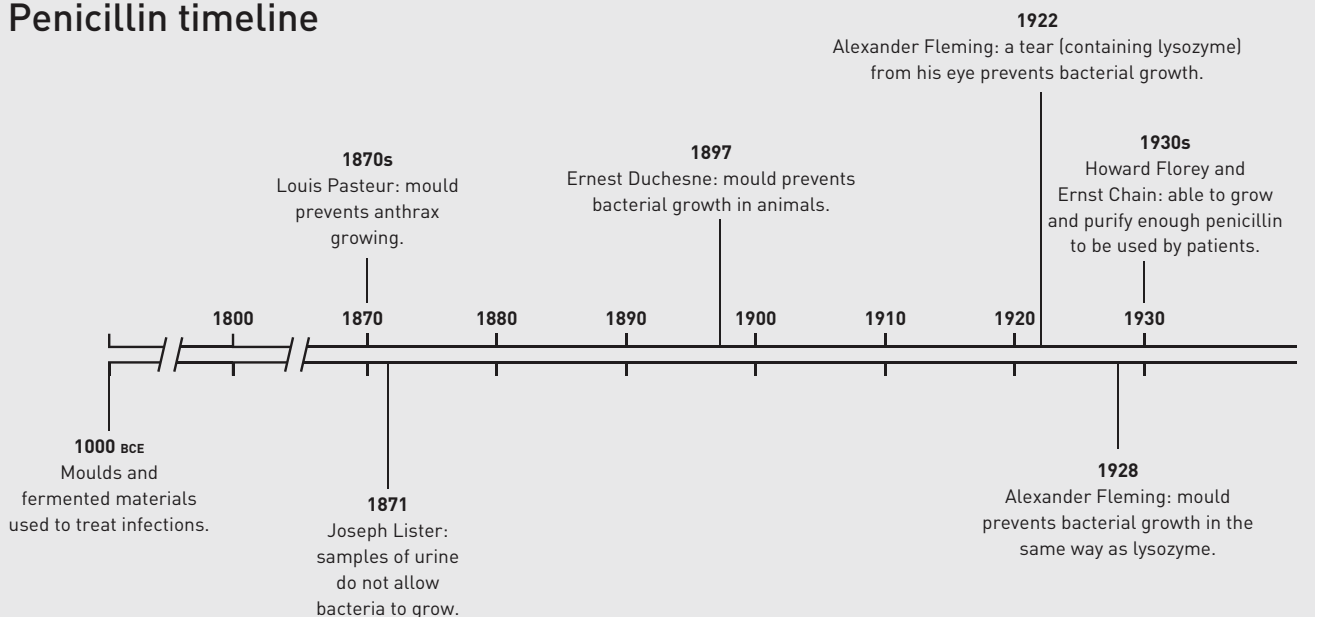 Penicillin timeline
1922
Alexander Fleming: a tear (containing lysozyme)
from his eye prevents bacterial growth.
1870s
Louis Pasteur: mould
prevents anthrax
growing.
1897
Ernest Duchesne: mould prevents
bacterial growth in animals.
1930s
Howard Florey and
Ernst Chain: able to grow
and purify enough penicillin
to be used by patients.
1800 1870 1880 1890 1900 1910 1920 1930
1000 BCE
Moulds and
fermented materials
used to treat infections.
1871
Joseph Lister:
samples of urine
do not allow
bacteria to grow.
1928
Alexander Fleming: mould
prevents bacterial growth in the
same way as lysozyme.